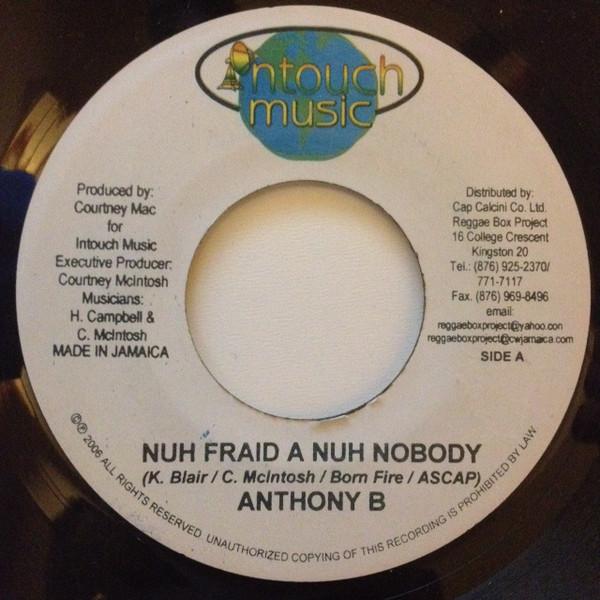 Intouch
music
Produced by:
Courtney Mac
for
Intouch Music
Executive Producer:
Courtney McIntosh
Musicians:
H. Campbell &
C. McIntosh
MADE IN JAMAICA
Distributed by:
Cap Calcini Co. Ltd.
Reggae Box Project
16 College Crescent
Kingston 20
Tel.: (876) 925-2370/
771-7117
Fax. (876) 969-8496
email:
reggaeboxproject@yahoo.con
reggaeboxproject@cwjamaica.com
SIDE A
NUH FRAID A NUH NOBODY
(K. Blair / C. McIntosh / Born Fire / ASCAP)
ANTHONY B
©℗ 2006 ALL RIGHTS RESERVED. UNAUTHORIZED COPYING OF THIS RECORDING IS PROHIBITED BY LAW